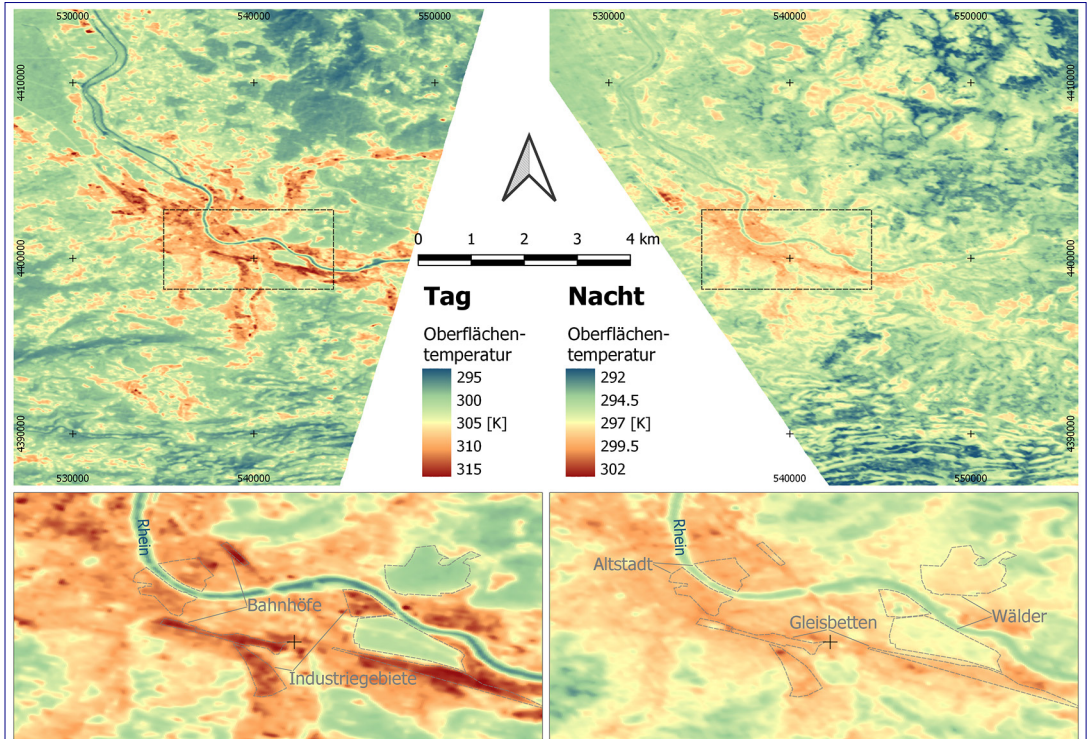 530000 540000 550000
530000 540000 550000
4410000
4410000
4400000
4400000
4390000
4390000
0 1 2 3 4 km
Tag
Nacht
Oberflächen-
temperatur
295
300
305 [K]
310
315
Oberflächen-
temperatur
292
294.5
297 [K]
299.5
302
530000 540000
540000 550000
Rhein
Bahnhöfe
Industriegebiete
Rhein
Altstadt
Gleisbetten
Wälder